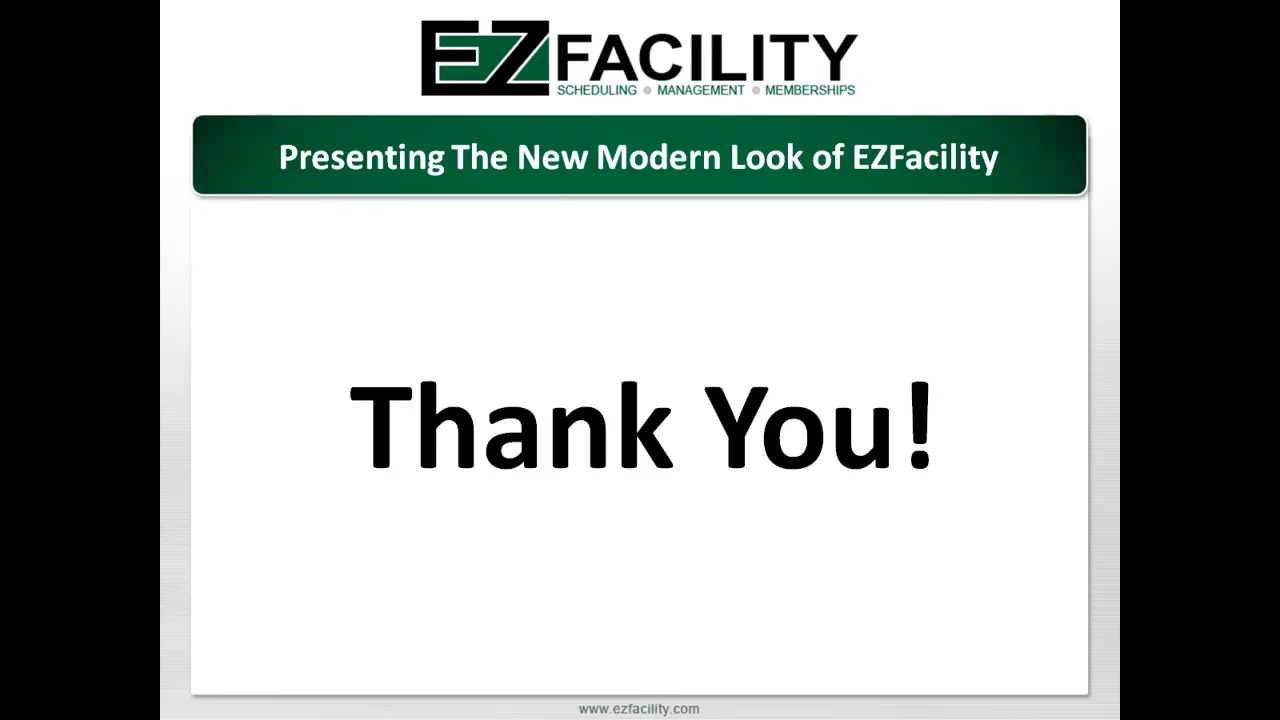 EZFACILITY
SCHEDULING MANAGEMENT MEMBERSHIPS
Presenting The New Modern Look of EZFacility
Thank You!
www.ezfacility.com